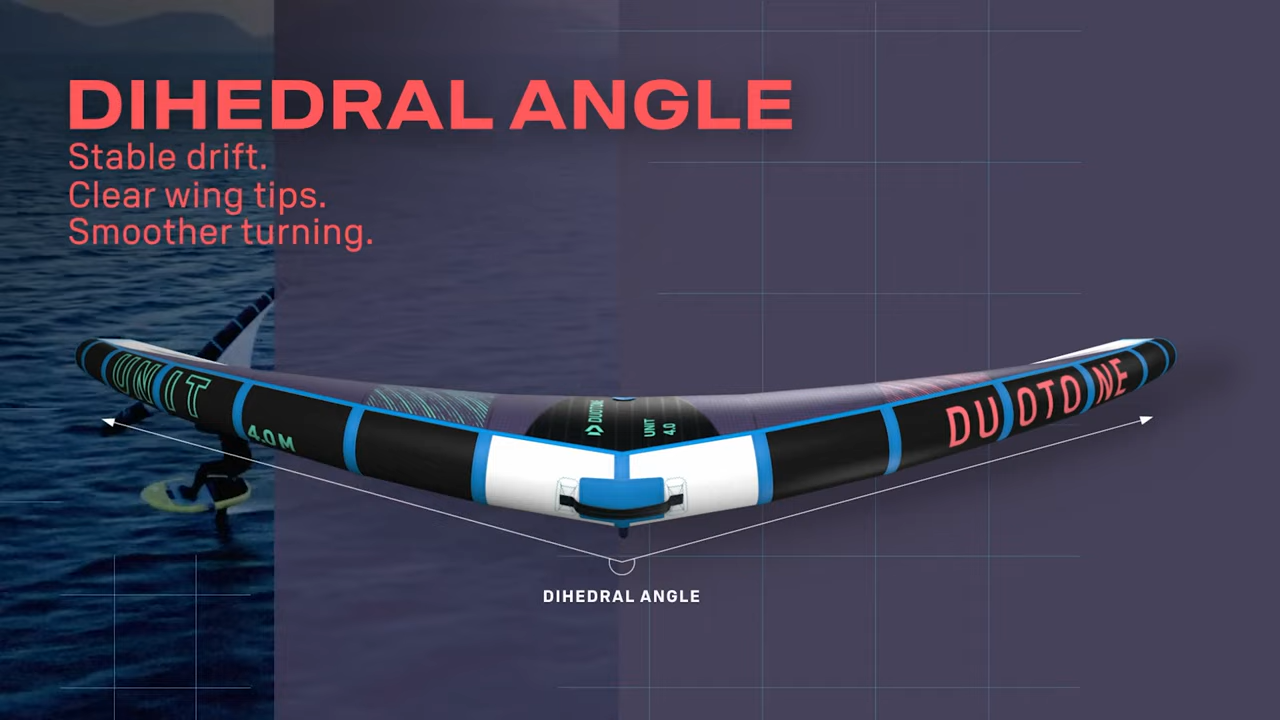 DIHEDRAL ANGLE
Stable drift.
Clear wing tips.
Smoother turning.
UNIT
4.0 M
DUOTONE
UNIT
4.0
DUOTONE
DIHEDRAL ANGLE